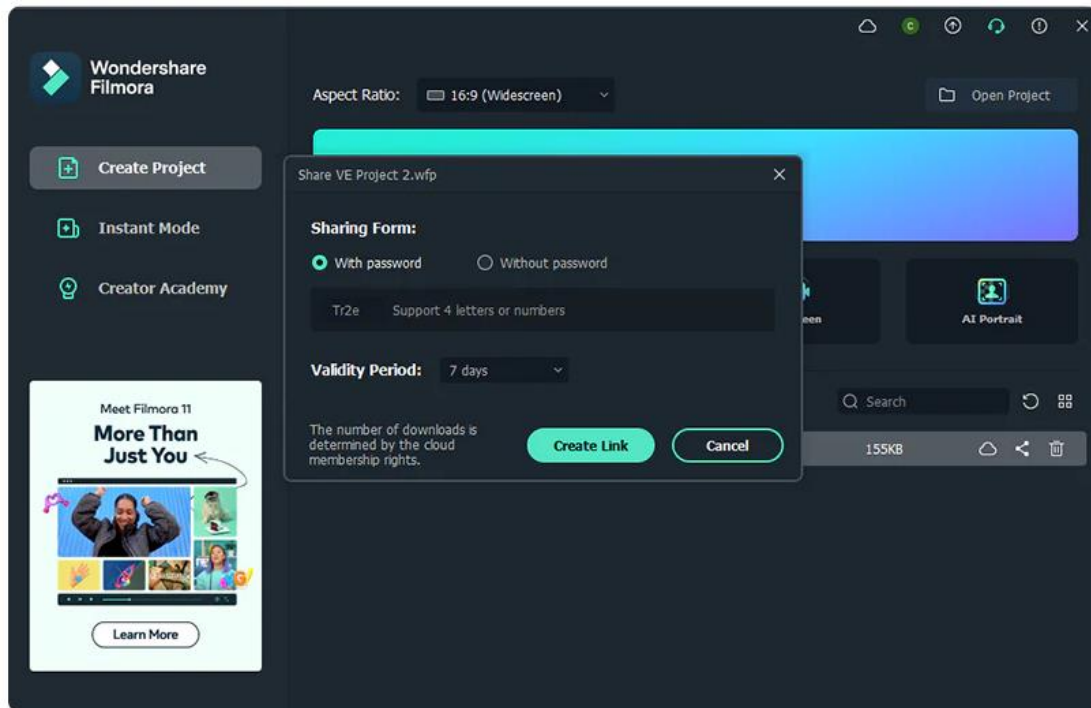 C
Wondershare
Filmora
Aspect Ratio:
16:9 (Widescreen)
Open Project
Create Project
Instant Mode
Creator Academy
Share VE Project 2.wfp
Sharing Form:
With password
Without password
Tr2e
Support 4 letters or numbers
Validity Period:
7 days
The number of downloads is
determined by the cloud
membership rights.
Create Link
Cancel
AI Portrait
Search
155KB
Meet Filmora 11
More Than
Just You
Learn More